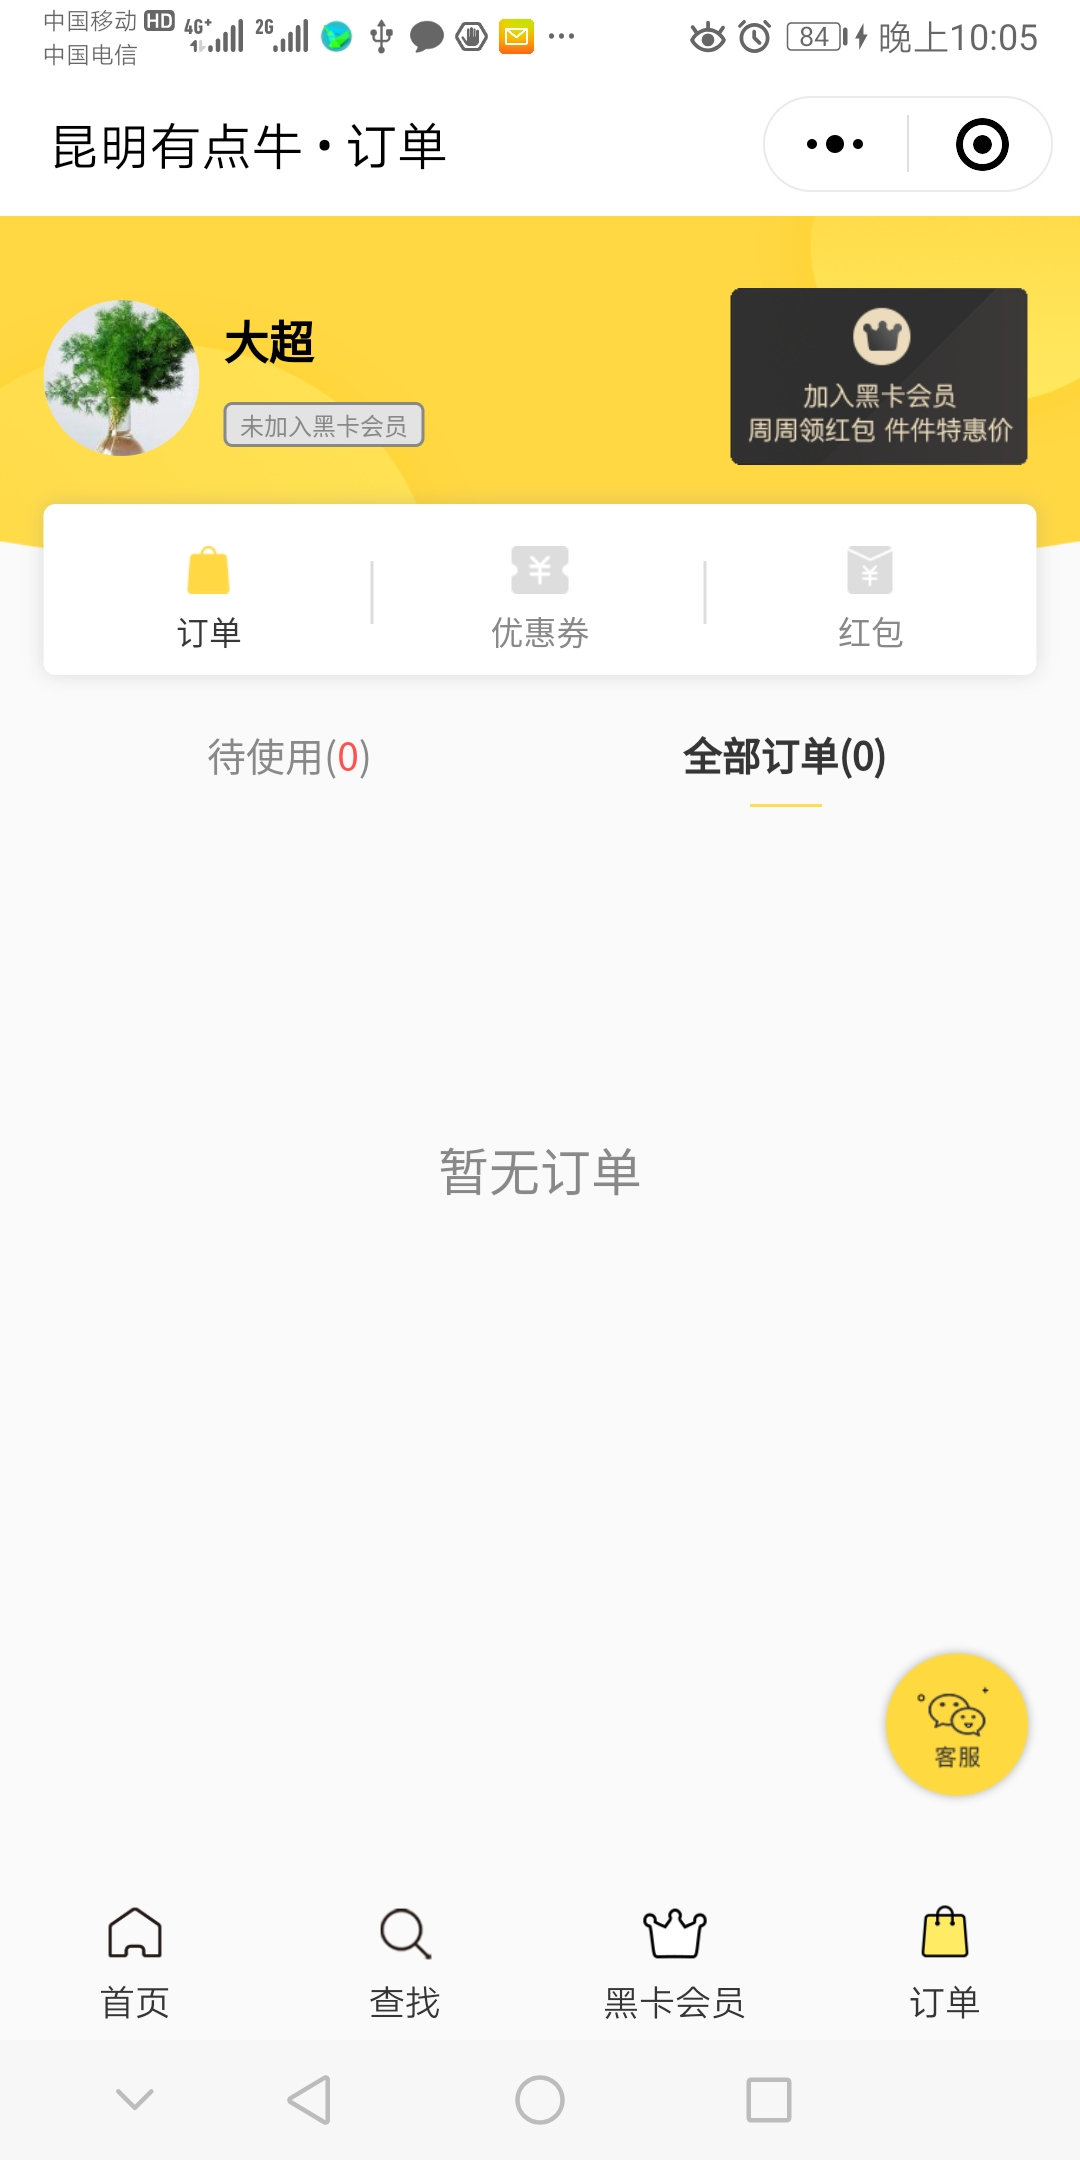 中国移动 HD 4G+ 2G
中国电信
84 晚上10:05
昆明有点牛·订单
大超
未加入黑卡会员
加入黑卡会员
周周领红包 件件特惠价
订单 优惠券 红包
待使用(0) 全部订单(0)
暂无订单
客服
首页 查找 黑卡会员 订单